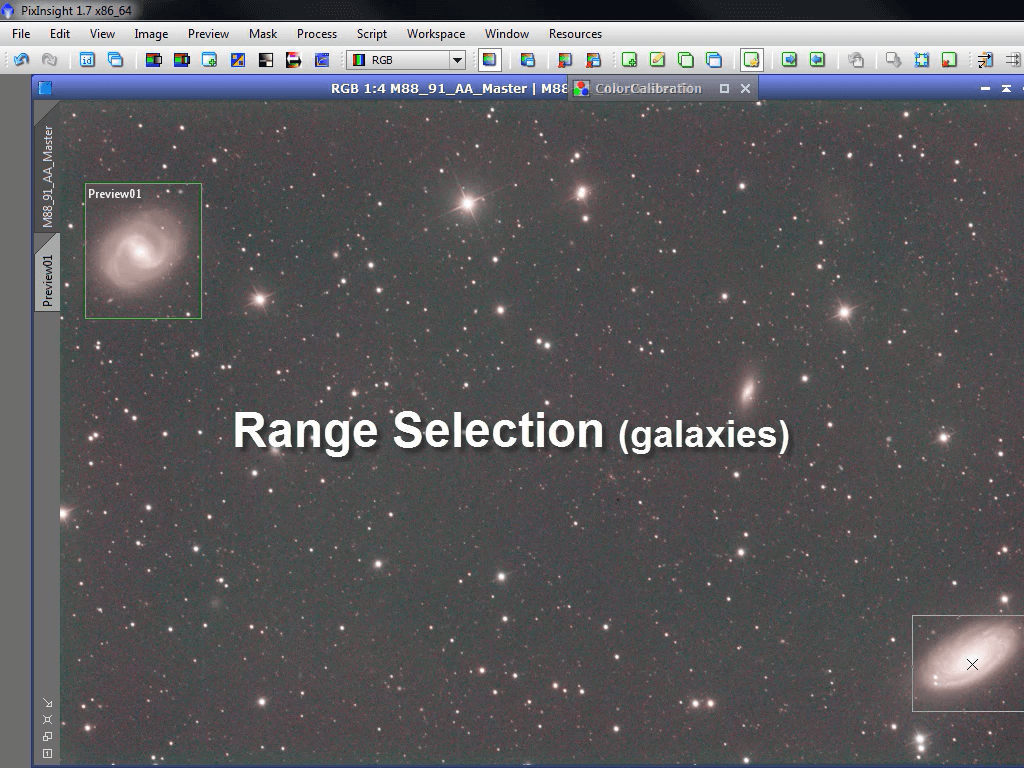 PixInsight 1.7 x86_64
File Edit View Image Preview Mask Process Script Workspace Window Resources
id RGB
RGB 1:4 M88_91_AA_Master | M88
ColorCalibration
M88_91_AA_Master
Preview01
Preview01
Range Selection (galaxies)